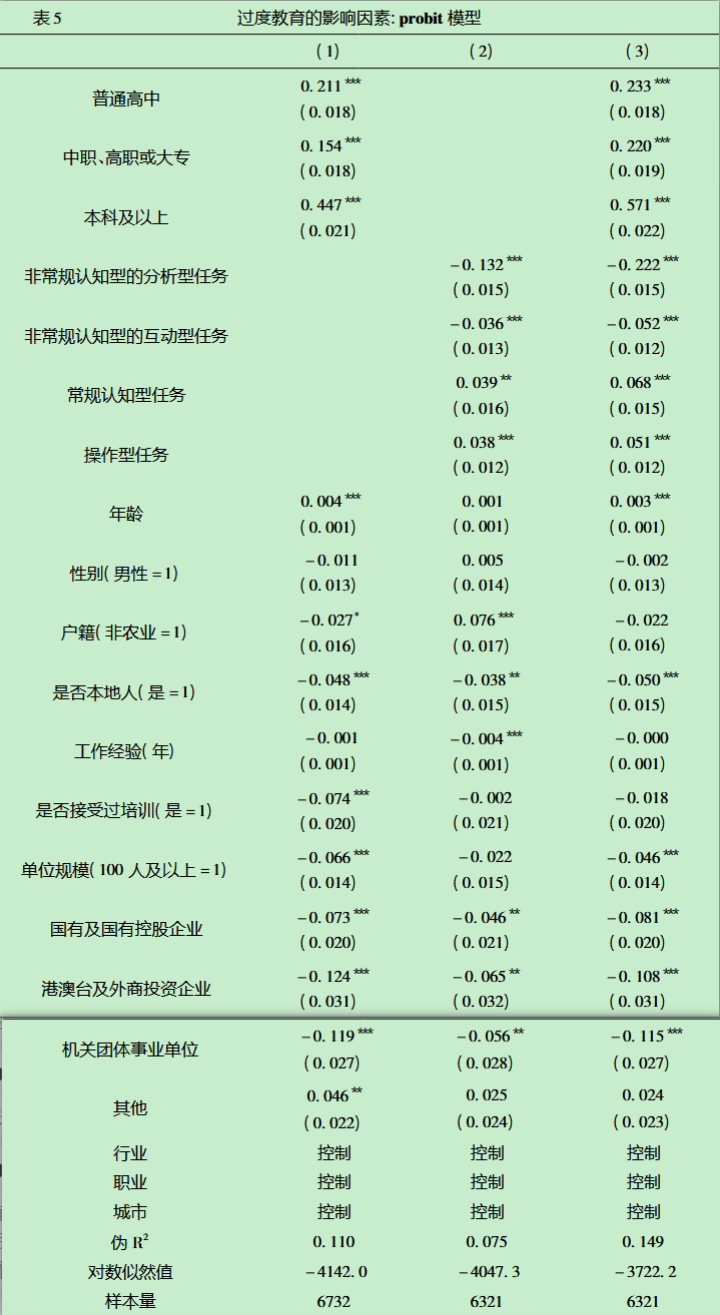 表 5 过度教育的影响因素: probit 模型
(1) (2) (3)
0. 211 *** 0. 233 ***
普通高中
(0. 018) (0. 018)
0. 154 *** 0. 220 ***
中职、高职或大专
(0. 018) (0. 019)
0. 447 *** 0. 571 ***
本科及以上
(0. 021) (0. 022)
-0. 132 *** -0. 222 ***
非常规认知型的分析型任务
(0. 015) (0. 015)
-0. 036 *** -0. 052 ***
非常规认知型的互动型任务
(0. 013) (0. 012)
0. 039 ** 0. 068 ***
常规认知型任务
(0. 016) (0. 015)
0. 038 *** 0. 051 ***
操作型任务
(0. 012) (0. 012)
0. 004 *** 0. 001 0. 003 ***
年龄
(0. 001) (0. 001) (0. 001)
-0. 011 0. 005 -0. 002
性别( 男性 =1)
(0. 013) (0. 014) (0. 013)
-0. 027* 0. 076 *** -0. 022
户籍( 非农业 =1)
(0. 016) (0. 017) (0. 016)
-0. 048 *** -0. 038 ** -0. 050 ***
是否本地人( 是 =1)
(0. 014) (0. 015) (0. 015)
-0. 001 -0. 004 *** -0. 000
工作经验( 年)
(0. 001) (0. 001) (0. 001)
-0. 074 *** -0. 002 -0. 018
是否接受过培训( 是 =1)
(0. 020) (0. 021) (0. 020)
-0. 066 *** -0. 022 -0. 046 ***
单位规模( 100 人及以上 =1)
(0. 014) (0. 015) (0. 014)
-0. 073 *** -0. 046 ** -0. 081 ***
国有及国有控股企业
(0. 020) (0. 021) (0. 020)
-0. 124 *** -0. 065 ** -0. 108 ***
港澳台及外商投资企业
(0. 031) (0. 032) (0. 031)
-0. 119 *** -0. 056 ** -0. 115 ***
机关团体事业单位
(0. 027) (0. 028) (0. 027)
0. 046 ** 0. 025 0. 024
其他
(0. 022) (0. 024) (0. 023)
行业 控制 控制 控制
职业 控制 控制 控制
城市 控制 控制 控制
伪 R² 0. 110 0. 075 0. 149
对数似然值 -4142. 0 -4047. 3 -3722. 2
样本量 6732 6321 6321